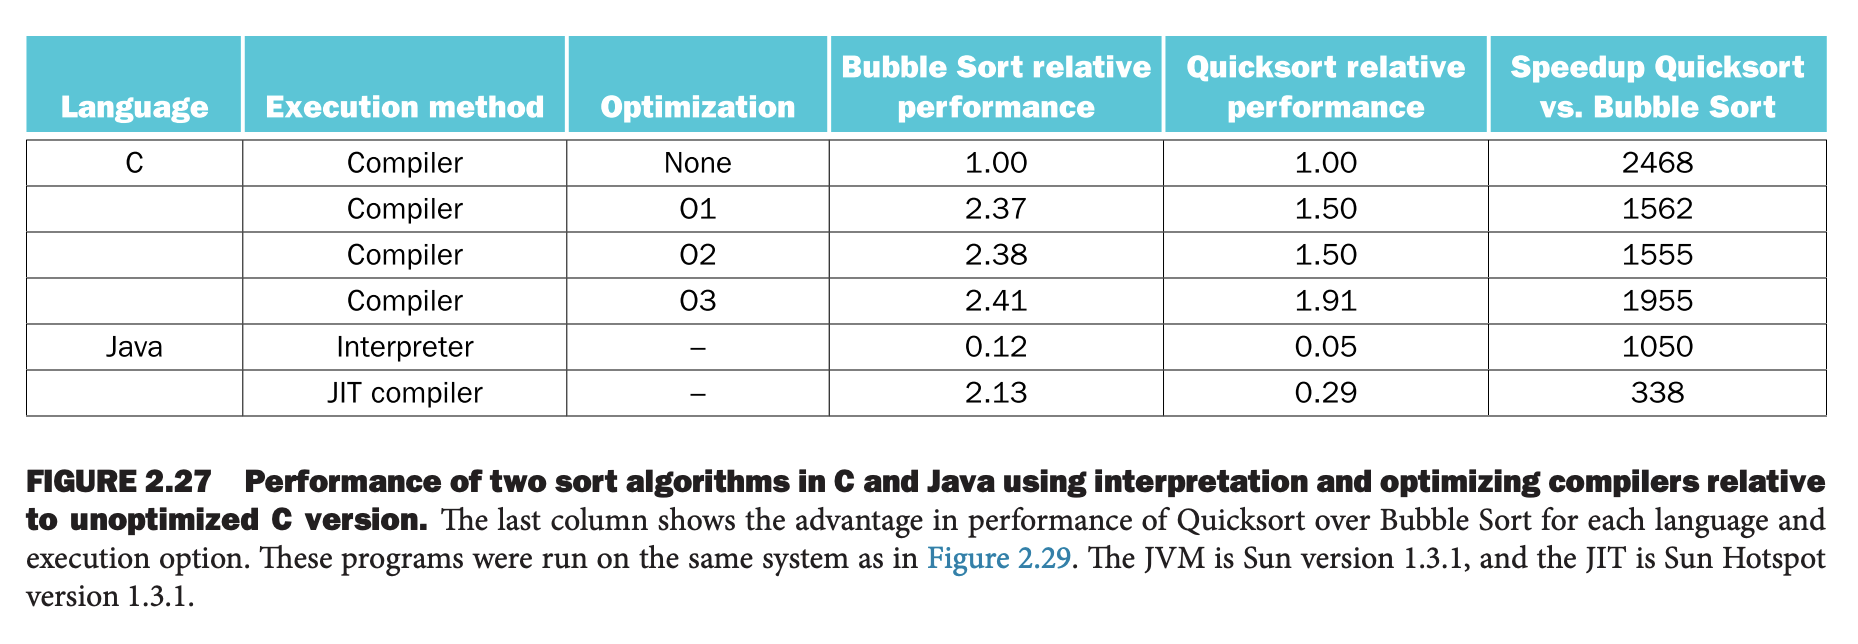 Language Execution method Optimization Bubble Sort relative performance Quicksort relative performance Speedup Quicksort vs. Bubble Sort
C Compiler None 1.00 1.00 2468
Compiler O1 2.37 1.50 1562
Compiler O2 2.38 1.50 1555
Compiler O3 2.41 1.91 1955
Java Interpreter – 0.12 0.05 1050
JIT compiler – 2.13 0.29 338
FIGURE 2.27 Performance of two sort algorithms in C and Java using interpretation and optimizing compilers relative
to unoptimized C version. The last column shows the advantage in performance of Quicksort over Bubble Sort for each language and
execution option. These programs were run on the same system as in Figure 2.29. The JVM is Sun version 1.3.1, and the JIT is Sun Hotspot
version 1.3.1.